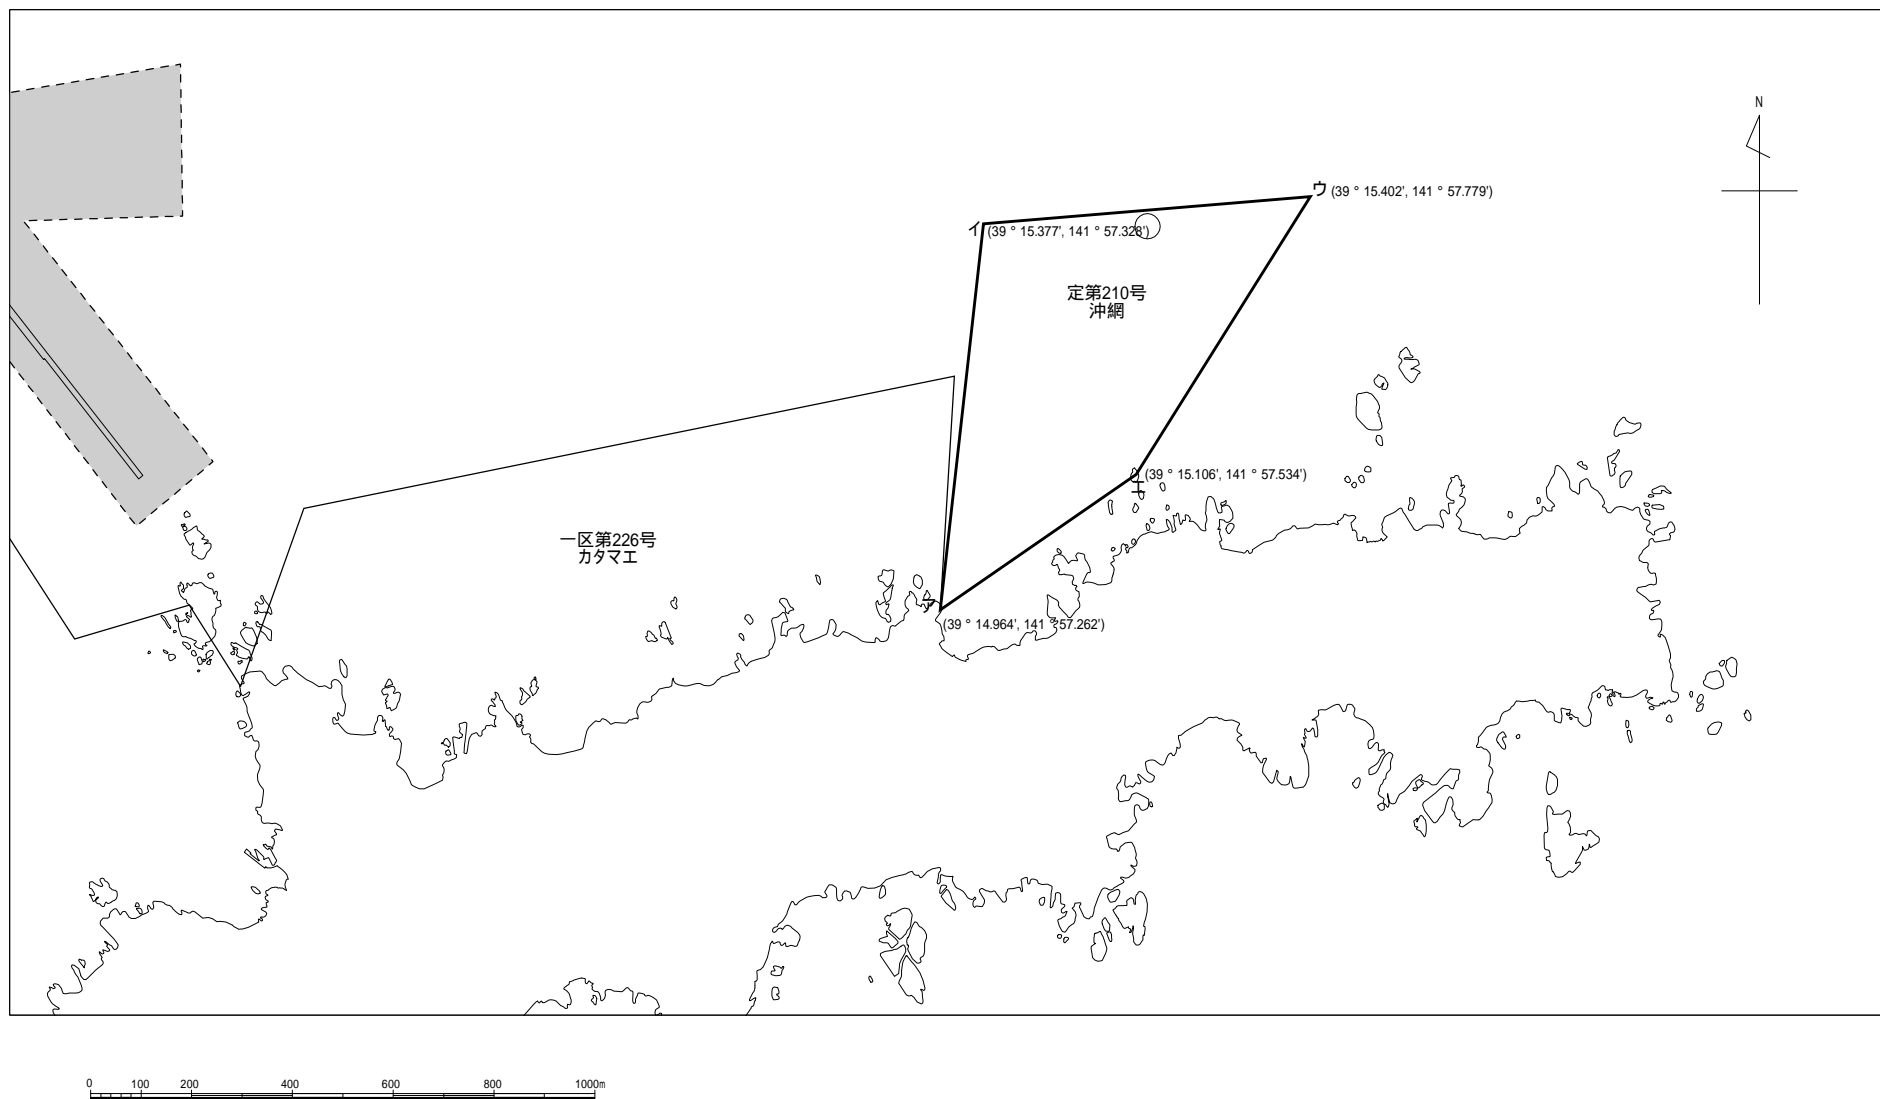 N
ウ (39 ° 15.402', 141 ° 57.779')
イ (39 ° 15.377', 141 ° 57.328')
定第210号
沖網
エ (39 ° 15.106', 141 ° 57.534')
一区第226号
カタマエ
ア
(39 ° 14.964', 141 ° 57.262')
0 100 200 400 600 800 1000m